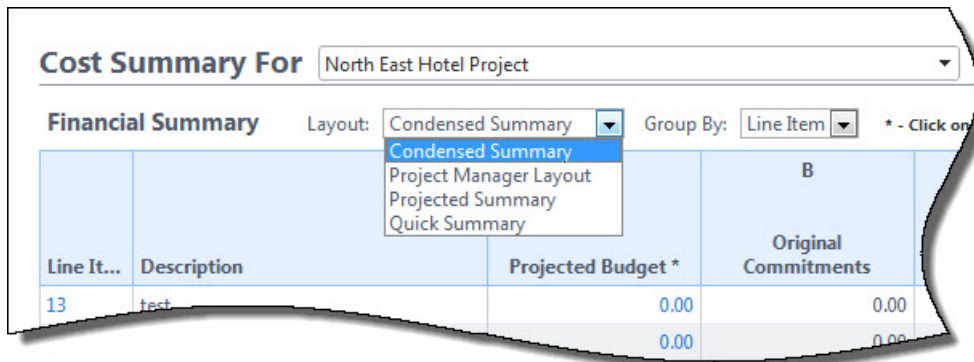 Cost Summary For North East Hotel Project
Financial Summary Layout: Condensed Summary Group By: Line Item * - Click on
Condensed Summary
Project Manager Layout
Projected Summary
Quick Summary
B
Line It... Description Projected Budget * Original Commitments
13 test 0.00 0.00
0.00 0.00